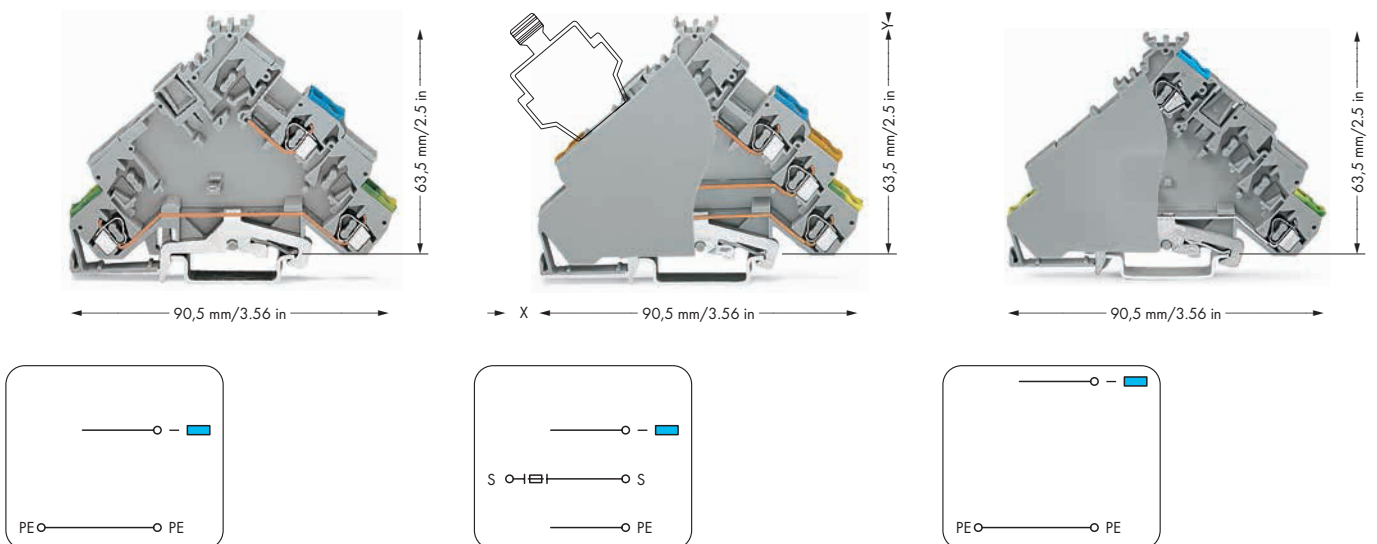 63,5 mm/2.5 in
90,5 mm/3.56 in
Y
63,5 mm/2.5 in
X
90,5 mm/3.56 in
63,5 mm/2.5 in
90,5 mm/3.56 in
–
PE PE
–
S S
PE
–
PE PE